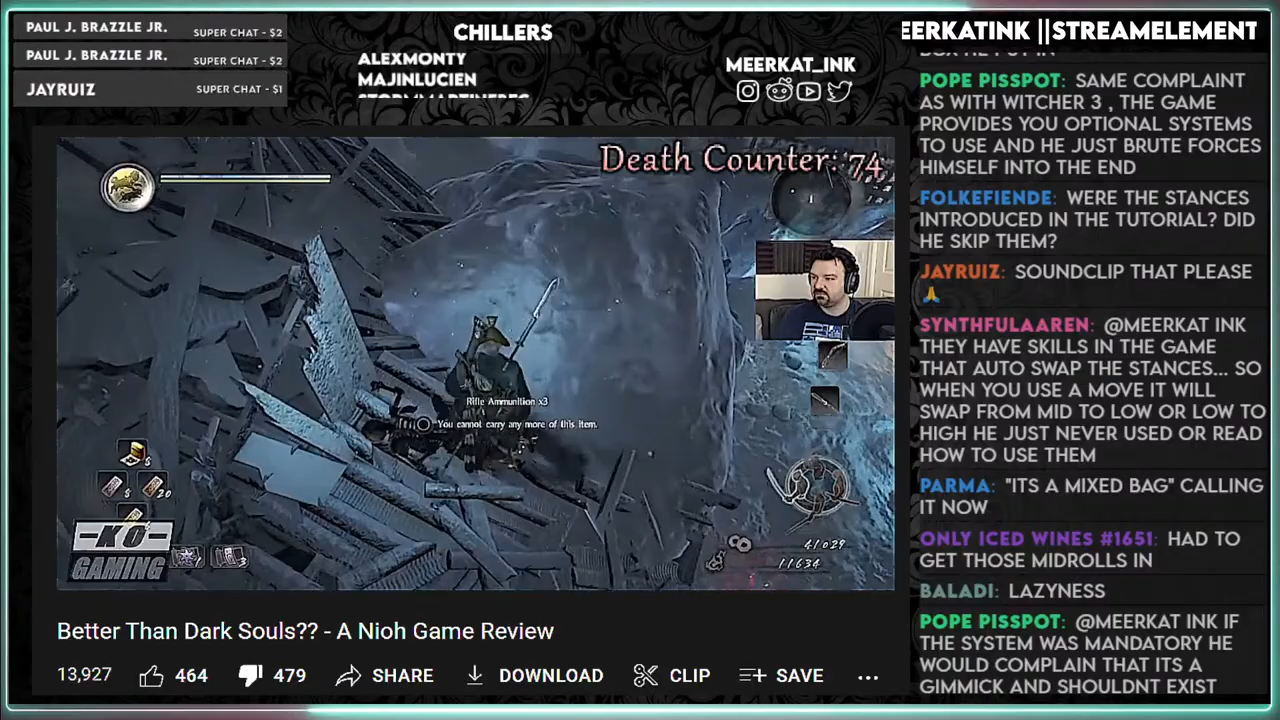 PAUL J. BRAZZLE JR. SUPER CHAT - $2
PAUL J. BRAZZLE JR. SUPER CHAT - $2
JAYRUIZ SUPER CHAT - $1
CHILLERS
ALEXMONTY
MAJINLUCIEN
MEERKAT_INK
EERKATINK ||STREAMELEMENT
POPE PISSPOT: SAME COMPLAINT
AS WITH WITCHER 3 , THE GAME
PROVIDES YOU OPTIONAL SYSTEMS
TO USE AND HE JUST BRUTE FORCES
HIMSELF INTO THE END
FOLKEFIENDE: WERE THE STANCES
INTRODUCED IN THE TUTORIAL? DID
HE SKIP THEM?
JAYRUIZ: SOUNDCLIP THAT PLEASE
🙏
SYNTHFULAAREN: @MEERKAT INK
THEY HAVE SKILLS IN THE GAME
THAT AUTO SWAP THE STANCES... SO
WHEN YOU USE A MOVE IT WILL
SWAP FROM MID TO LOW OR LOW TO
HIGH HE JUST NEVER USED OR READ
HOW TO USE THEM
PARMA: "ITS A MIXED BAG" CALLING
IT NOW
ONLY ICED WINES #1651: HAD TO
GET THOSE MIDROLLS IN
BALADI: LAZYNESS
POPE PISSPOT: @MEERKAT INK IF
THE SYSTEM WAS MANDATORY HE
WOULD COMPLAIN THAT ITS A
GIMMICK AND SHOULDNT EXIST
Death Counter: 74
Rifle Ammunition x3
You cannot carry any more of this item.
5
5 20
7 3
KO
GAMING
41029
11634
Better Than Dark Souls?? - A Nioh Game Review
13,927 464 479 SHARE DOWNLOAD CLIP SAVE ...